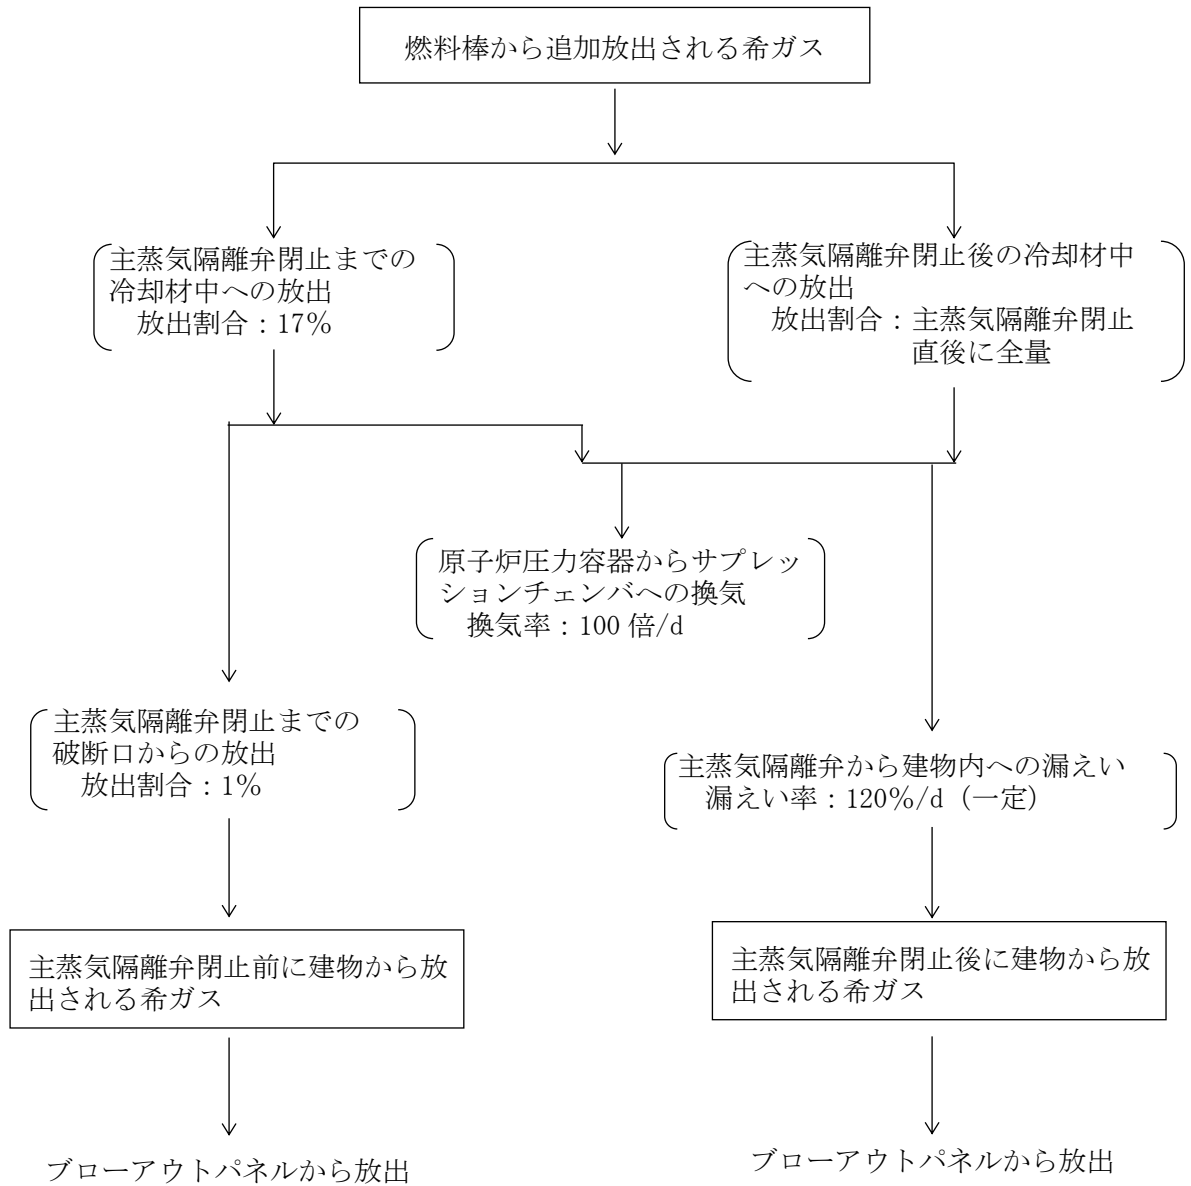 燃料棒から追加放出される希ガス
主蒸気隔離弁閉止までの
冷却材中への放出
放出割合：17％
主蒸気隔離弁閉止後の冷却材中
への放出
放出割合：主蒸気隔離弁閉止
直後に全量
原子炉圧力容器からサプレッ
ションチェンバへの換気
換気率：100 倍/d
主蒸気隔離弁閉止までの
破断口からの放出
放出割合：1％
主蒸気隔離弁から建物内への漏えい
漏えい率：120％/d（一定）
主蒸気隔離弁閉止前に建物から放
出される希ガス
主蒸気隔離弁閉止後に建物から放
出される希ガス
ブローアウトパネルから放出
ブローアウトパネルから放出